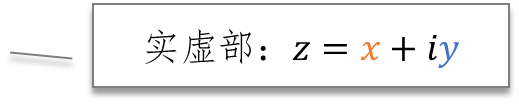 实虚部：z = x + iy